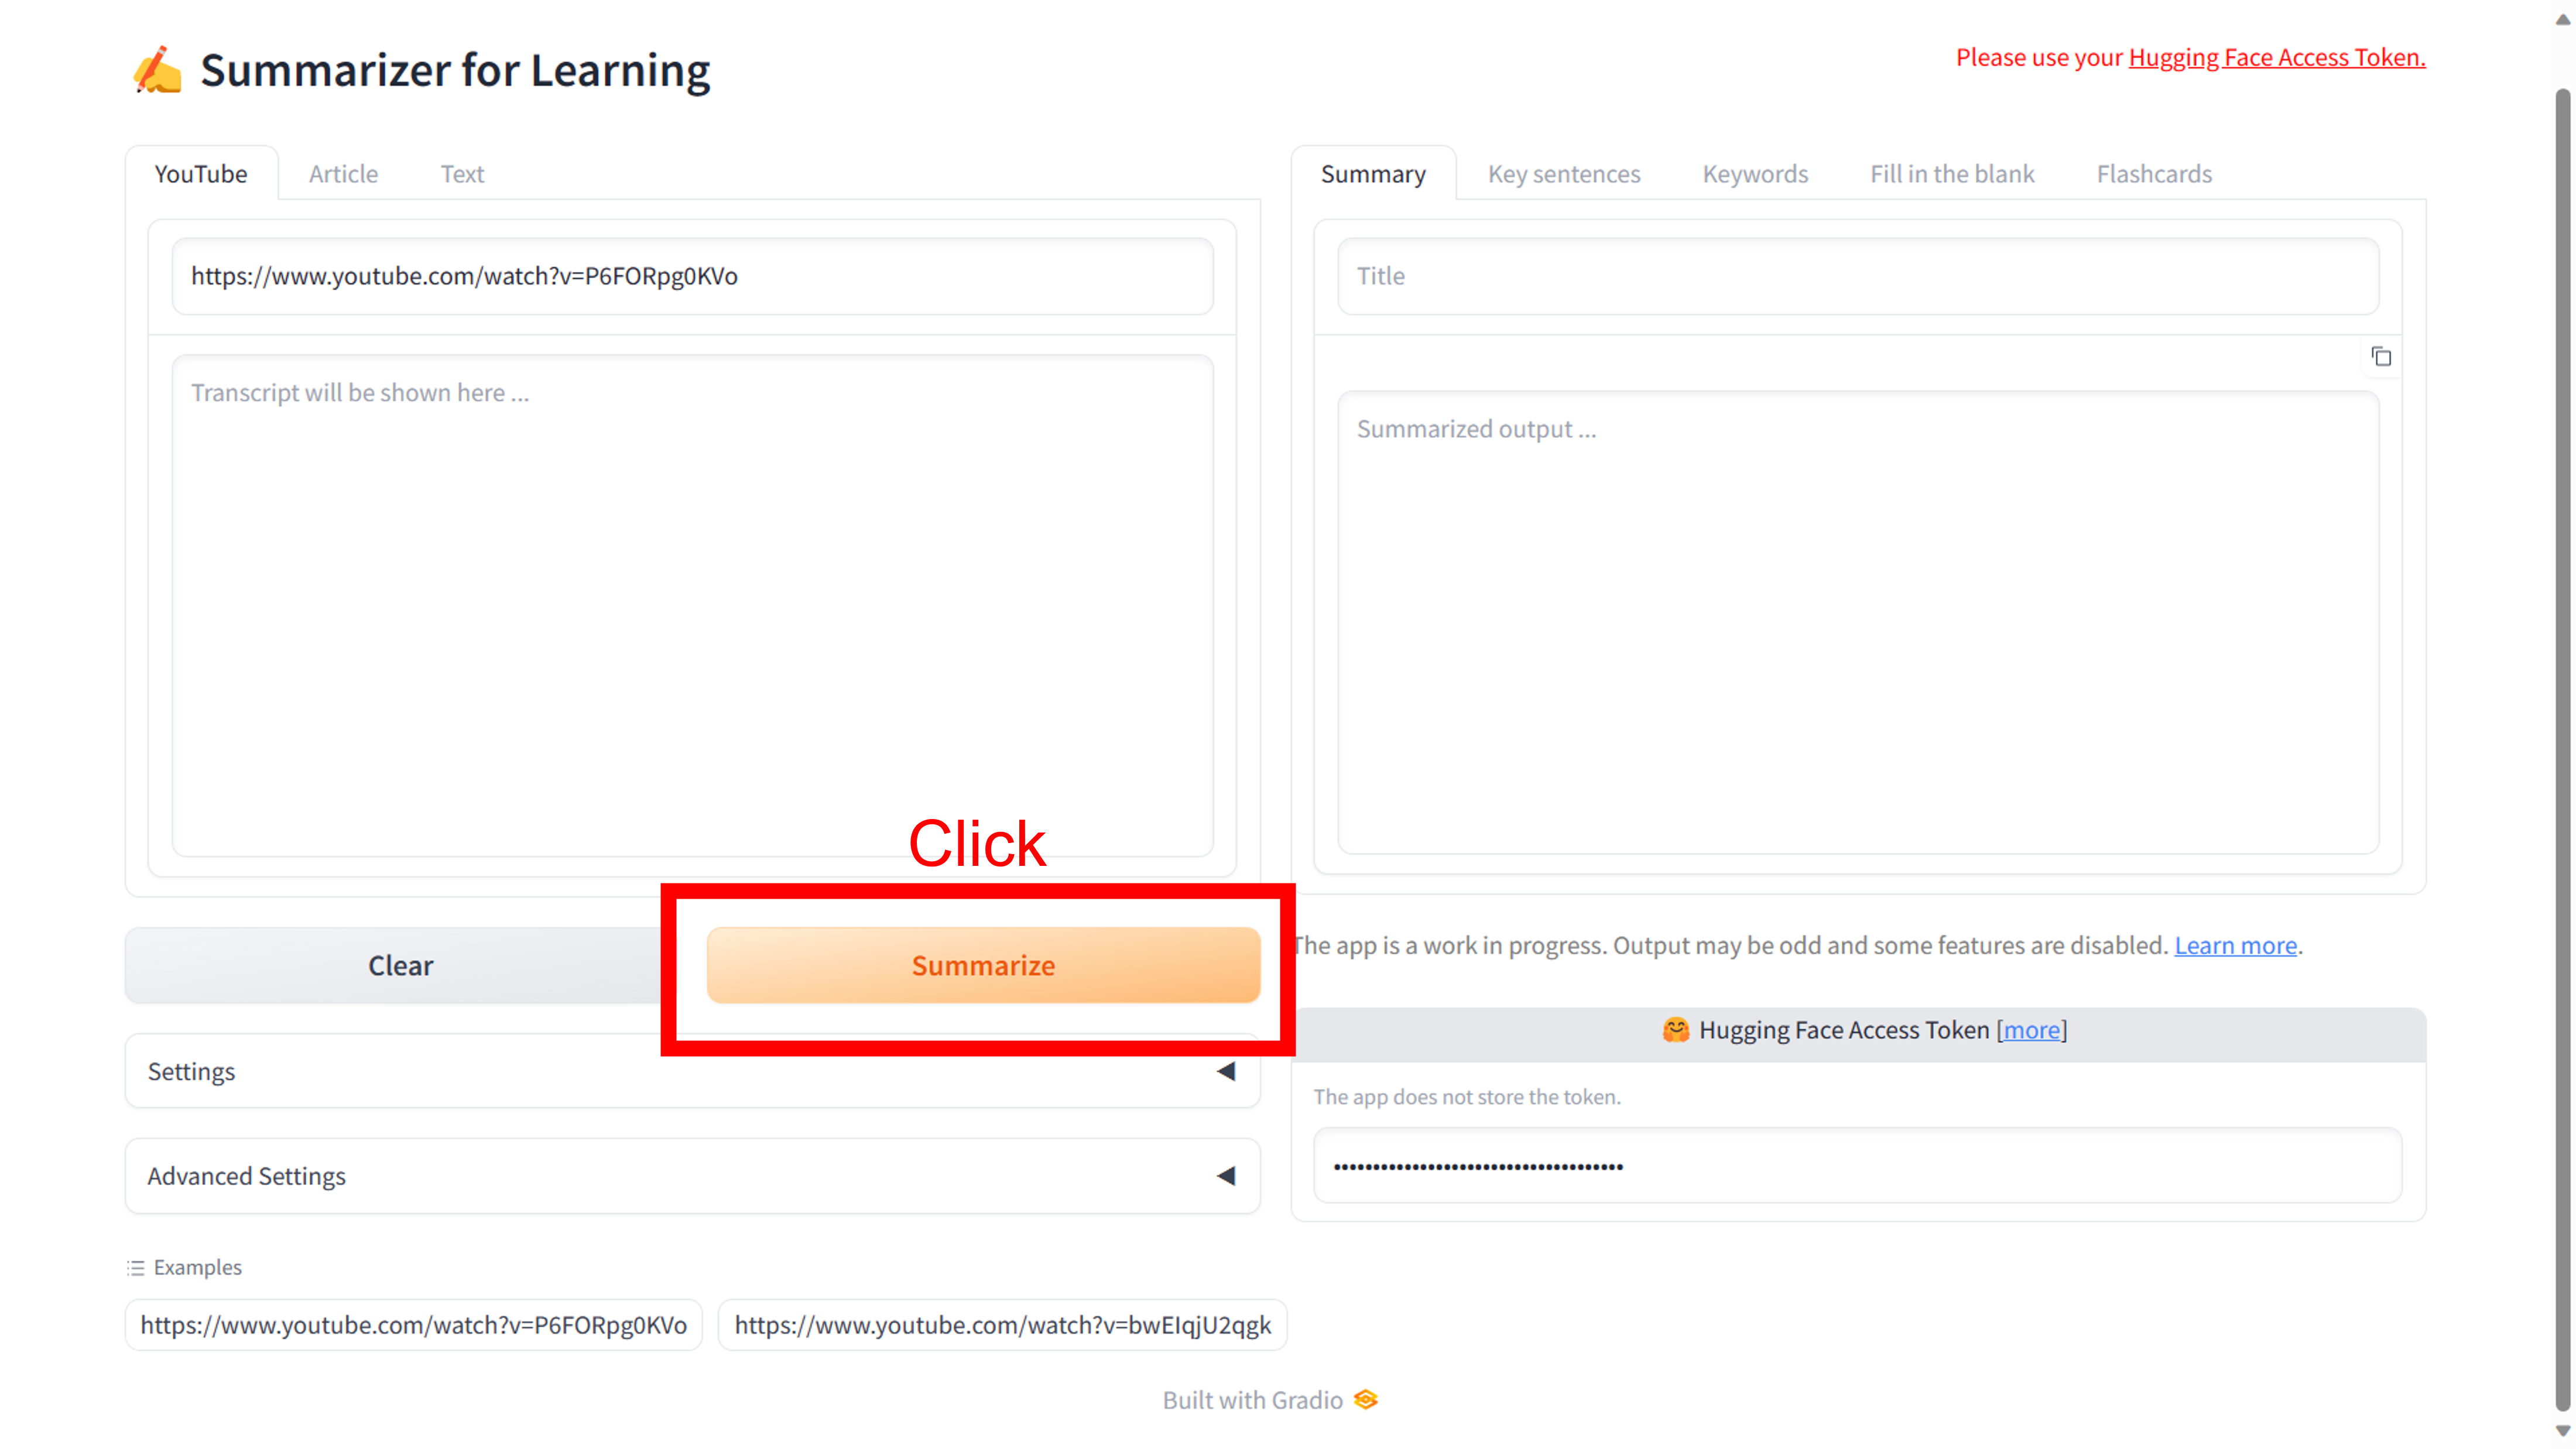 Summarizer for Learning
Please use your Hugging Face Access Token.
YouTube Article Text
https://www.youtube.com/watch?v=P6FORpg0KVo
Transcript will be shown here ...
Click
Clear Summarize
Settings
Advanced Settings
Examples
https://www.youtube.com/watch?v=P6FORpg0KVo https://www.youtube.com/watch?v=bwEIqjU2qgk
Summary Key sentences Keywords Fill in the blank Flashcards
Title
Summarized output ...
The app is a work in progress. Output may be odd and some features are disabled. Learn more.
Hugging Face Access Token [more]
The app does not store the token.
Built with Gradio